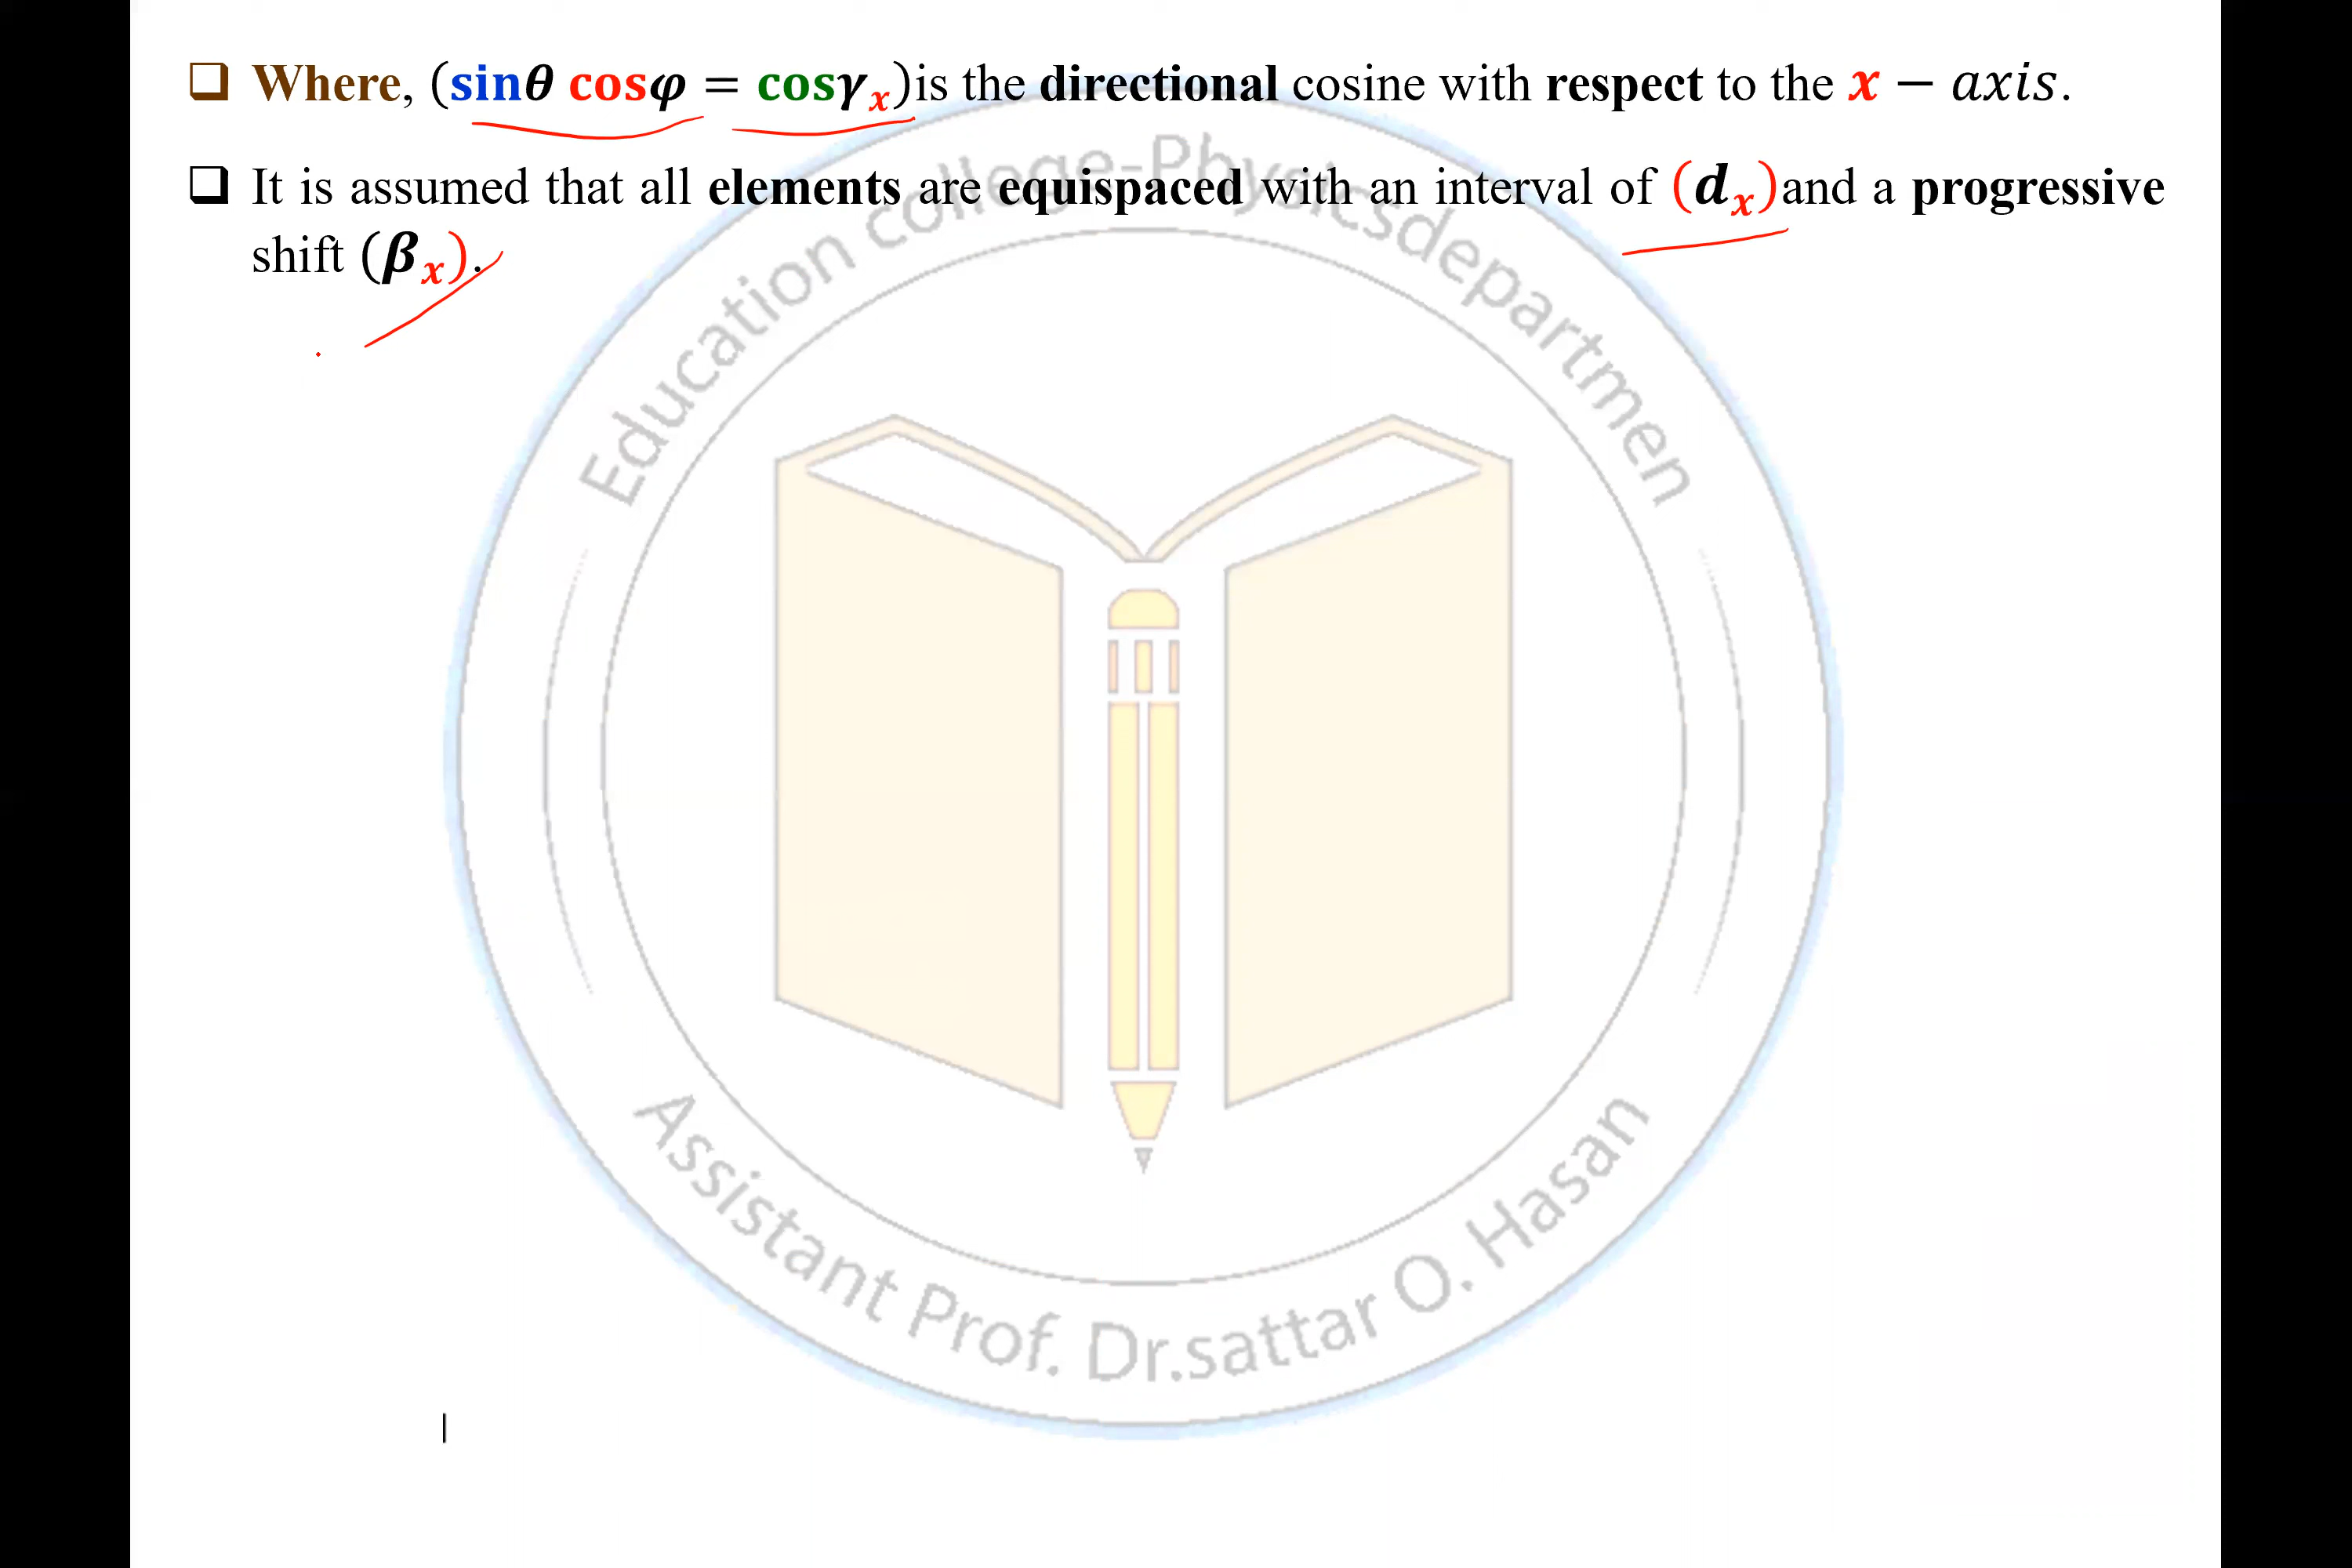 ❑ Where, (sinθ cosφ = cosγₓ)is the directional cosine with respect to the x − axis.
❑ It is assumed that all elements are equispaced with an interval of (dₓ)and a progressive
shift (βₓ).
Education college-Physicsdepartmen
Assistant Prof. Dr.sattar O. Hasan